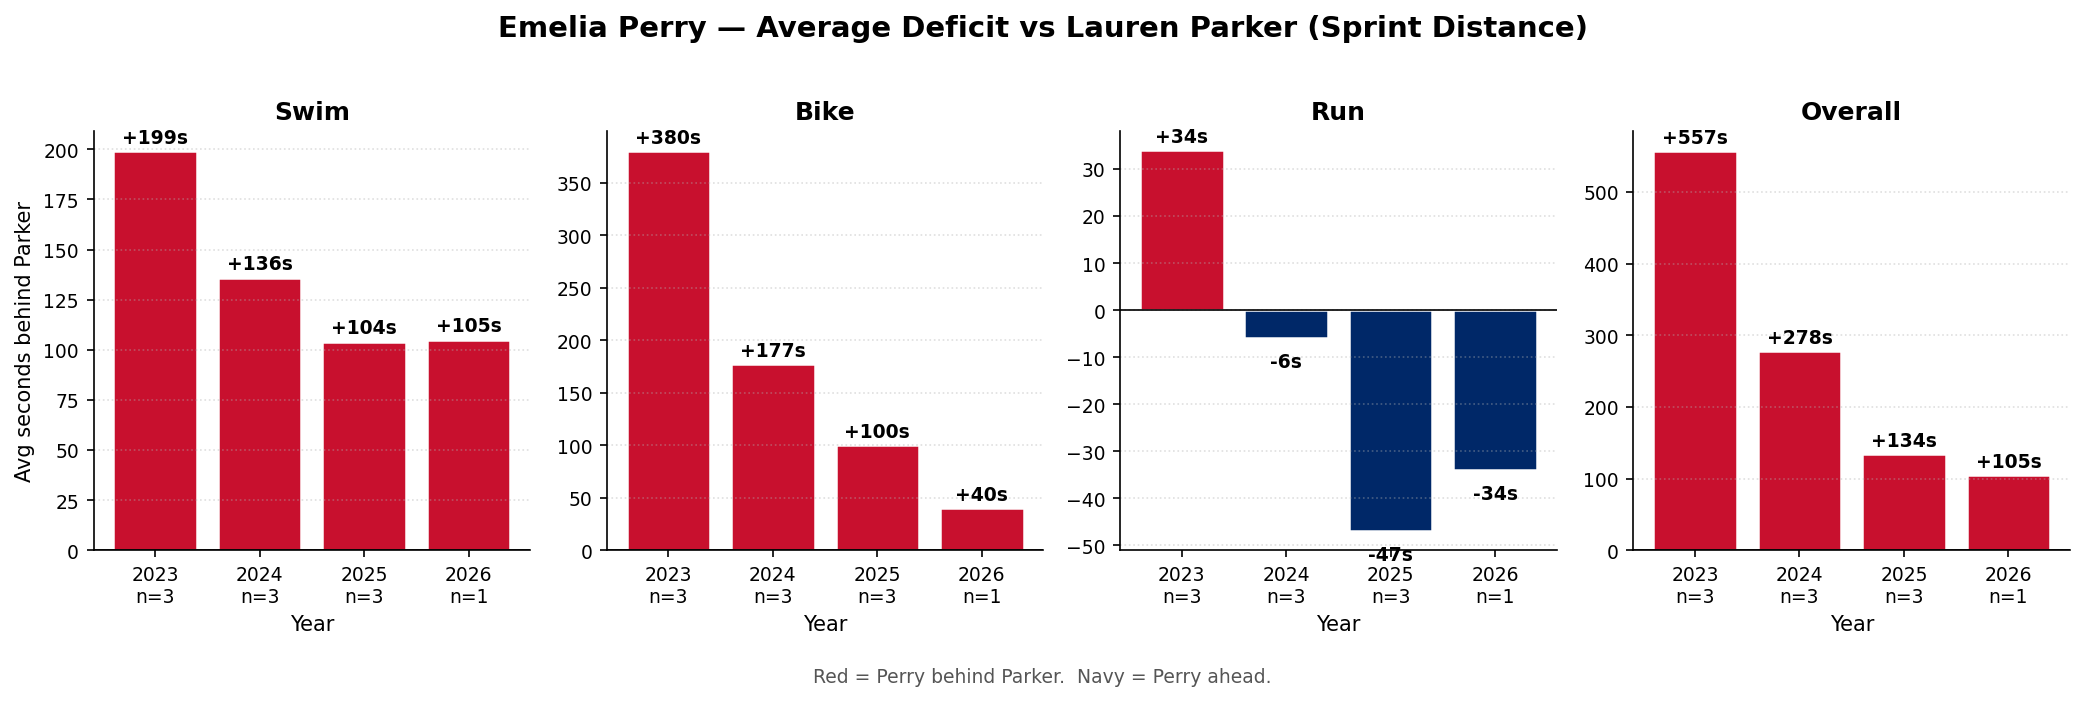 Emelia Perry — Average Deficit vs Lauren Parker (Sprint Distance)
Swim
Avg seconds behind Parker
200
175
150
125
100
75
50
25
0
+199s
+136s
+104s
+105s
2023 2024 2025 2026
n=3 n=3 n=3 n=1
Year
Bike
350
300
250
200
150
100
50
0
+380s
+177s
+100s
+40s
2023 2024 2025 2026
n=3 n=3 n=3 n=1
Year
Run
30
20
10
0
−10
−20
−30
−40
−50
+34s
-6s
-47s
-34s
2023 2024 2025 2026
n=3 n=3 n=3 n=1
Year
Overall
500
400
300
200
100
0
+557s
+278s
+134s
+105s
2023 2024 2025 2026
n=3 n=3 n=3 n=1
Year
Red = Perry behind Parker.  Navy = Perry ahead.